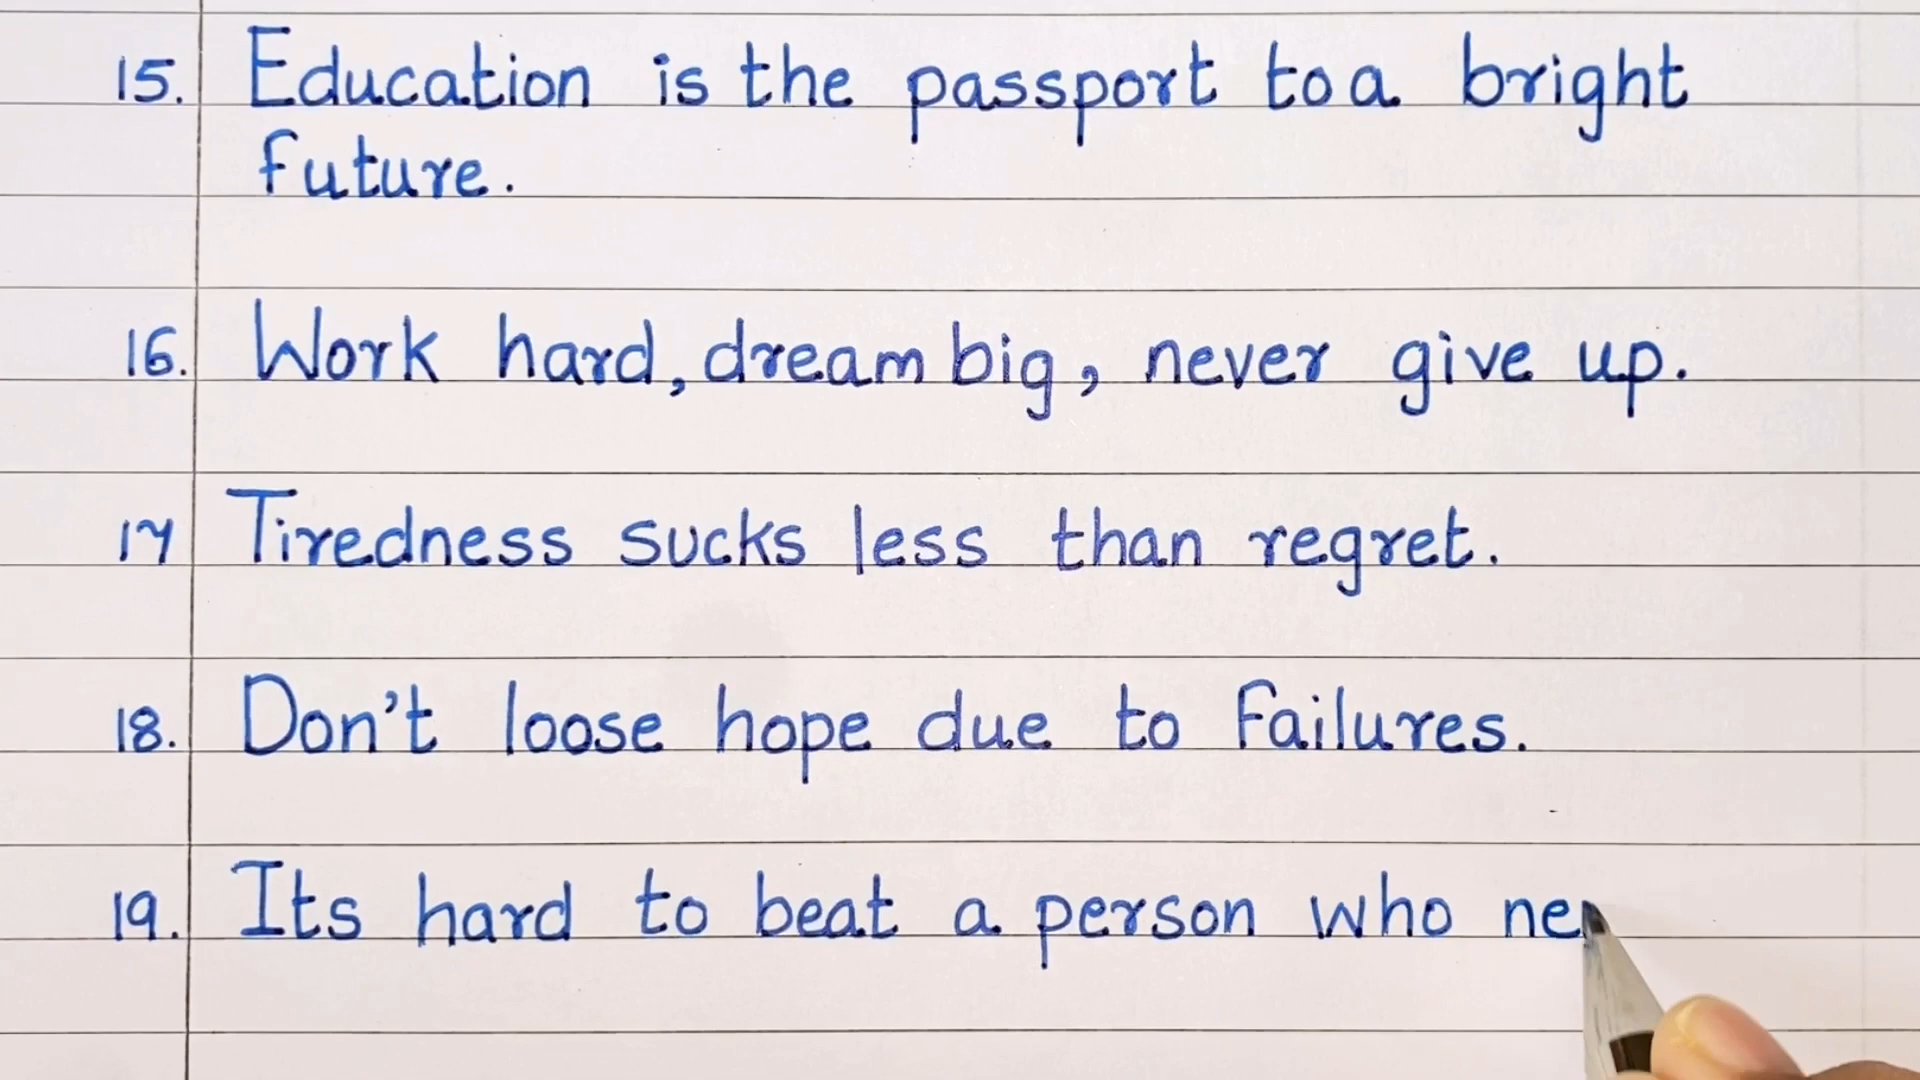 15. Education is the passport to a bright
future.
16. Work hard, dream big, never give up.
17 Tiredness sucks less than regret.
18. Don't loose hope due to failures.
19. Its hard to beat a person who